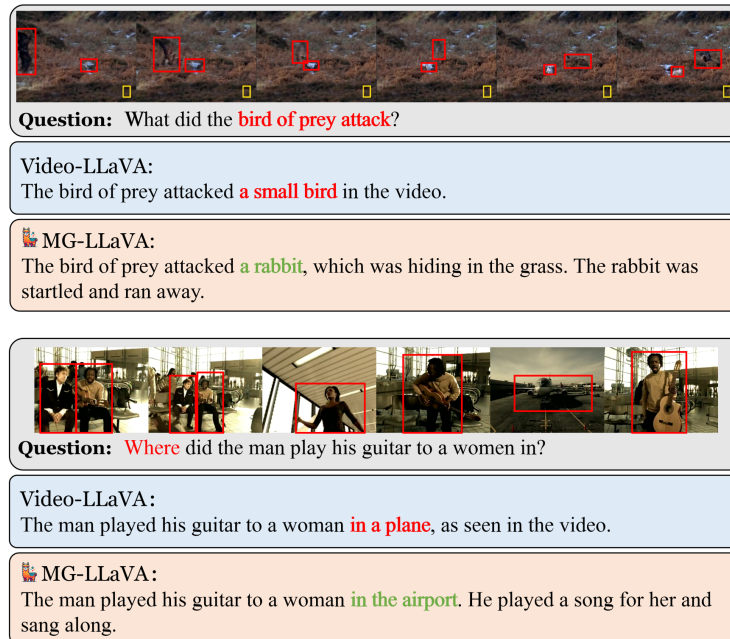 Question: What did the bird of prey attack?
Video-LLaVA:
The bird of prey attacked a small bird in the video.
MG-LLaVA:
The bird of prey attacked a rabbit, which was hiding in the grass. The rabbit was
startled and ran away.
Question: Where did the man play his guitar to a women in?
Video-LLaVA:
The man played his guitar to a woman in a plane, as seen in the video.
MG-LLaVA:
The man played his guitar to a woman in the airport. He played a song for her and
sang along.